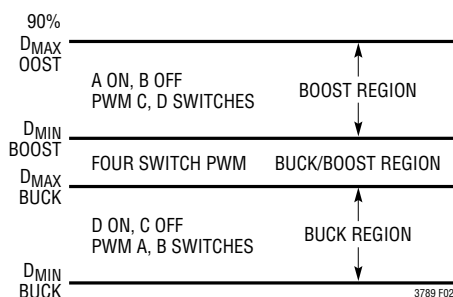 90%
DMAX
OOST
A ON, B OFF
PWM C, D SWITCHES
BOOST REGION
DMIN
BOOST
FOUR SWITCH PWM
BUCK/BOOST REGION
DMAX
BUCK
D ON, C OFF
PWM A, B SWITCHES
BUCK REGION
DMIN
BUCK
3789 F02